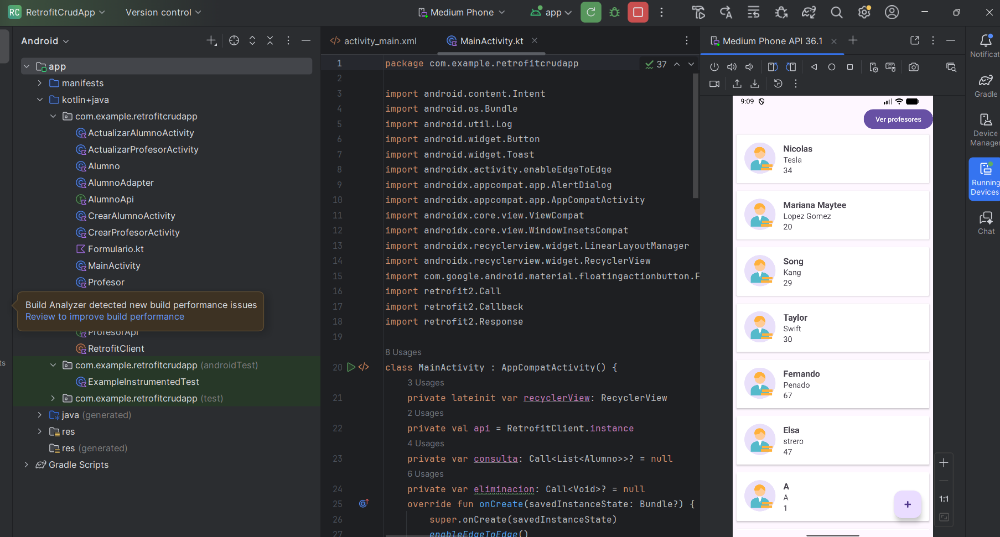 RC RetrofitCrudApp Version control Medium Phone app
Android
app
manifests
kotlin+java
com.example.retrofitcrudapp
ActualizarAlumnoActivity
ActualizarProfesorActivity
Alumno
AlumnoAdapter
AlumnoApi
CrearAlumnoActivity
CrearProfesorActivity
Formulario.kt
MainActivity
Profesor
Build Analyzer detected new build performance issues
Review to improve build performance
ProfesorApi
RetrofitClient
com.example.retrofitcrudapp (androidTest)
ExampleInstrumentedTest
com.example.retrofitcrudapp (test)
java (generated)
res
res (generated)
Gradle Scripts
ts
activity_main.xml MainActivity.kt
37
1 package com.example.retrofitcrudapp
2
3 import android.content.Intent
4 import android.os.Bundle
5 import android.util.Log
6 import android.widget.Button
7 import android.widget.Toast
8 import androidx.activity.enableEdgeToEdge
9 import androidx.appcompat.app.AlertDialog
10 import androidx.appcompat.app.AppCompatActivity
11 import androidx.core.view.ViewCompat
12 import androidx.core.view.WindowInsetsCompat
13 import androidx.recyclerview.widget.LinearLayoutManager
14 import androidx.recyclerview.widget.RecyclerView
15 import com.google.android.material.floatingactionbutton.F
16 import retrofit2.Call
17 import retrofit2.Callback
18 import retrofit2.Response
19
8 Usages
20 class MainActivity : AppCompatActivity() {
3 Usages
21 private lateinit var recyclerView: RecyclerView
2 Usages
22 private val api = RetrofitClient.instance
4 Usages
23 private var consulta: Call<List<Alumno>>? = null
6 Usages
24 private var eliminacion: Call<Void>? = null
25 override fun onCreate(savedInstanceState: Bundle?) {
26 super.onCreate(savedInstanceState)
27 enableEdgeToEdge()
Medium Phone API 36.1
9:09
Ver profesores
Nicolas
Tesla
34
Mariana Maytee
Lopez Gomez
20
Song
Kang
29
Taylor
Swift
30
Fernando
Penado
67
Elsa
strero
47
A
A
1
+
1:1
Notificat
Gradle
Device
Manager
Running
Devices
Chat